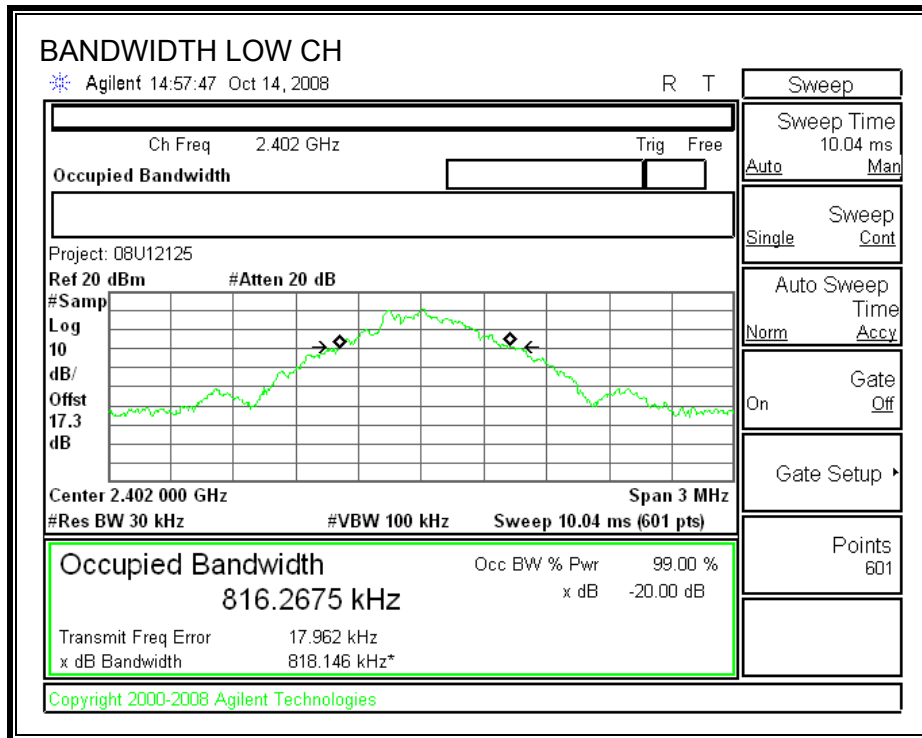 BANDWIDTH LOW CH
Agilent 14:57:47 Oct 14, 2008 R T
Ch Freq 2.402 GHz Trig Free
Occupied Bandwidth
Project: 08U12125
Ref 20 dBm #Atten 20 dB
#Samp
Log
10
dB/
Offst
17.3
dB
Center 2.402 000 GHz Span 3 MHz
#Res BW 30 kHz #VBW 100 kHz Sweep 10.04 ms (601 pts)
Occupied Bandwidth Occ BW % Pwr 99.00 %
816.2675 kHz x dB -20.00 dB
Transmit Freq Error 17.962 kHz
x dB Bandwidth 818.146 kHz*
Copyright 2000-2008 Agilent Technologies
Sweep
Sweep Time
10.04 ms
Auto Man
Sweep
Single Cont
Auto Sweep
Time
Norm Accy
Gate
On Off
Gate Setup
Points
601